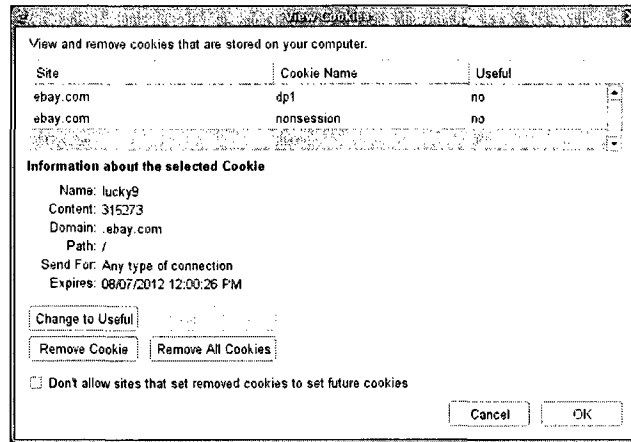 View Cookies
View and remove cookies that are stored on your computer.
Site Cookie Name Useful
ebay.com dp1 no
ebay.com nonsession no
Information about the selected Cookie
Name: lucky9
Content: 315273
Domain: .ebay.com
Path: /
Send For: Any type of connection
Expires: 08/07/2012 12:00:26 PM
Change to Useful
Remove Cookie Remove All Cookies
Don't allow sites that set removed cookies to set future cookies
Cancel OK